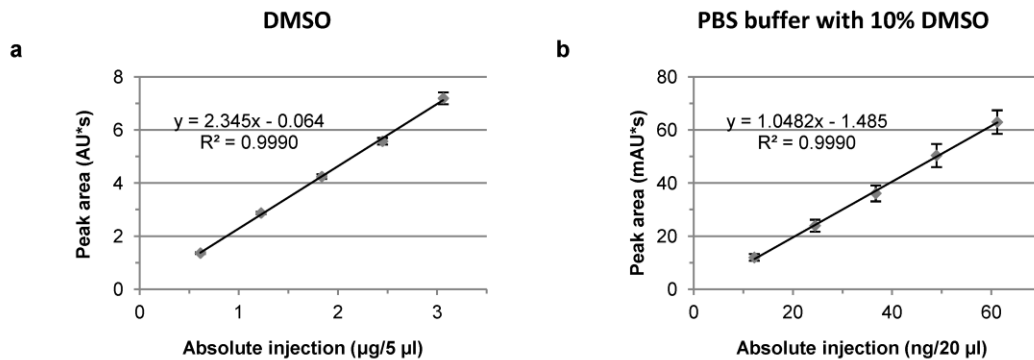 DMSO
a
Peak area (AU*s)
8
6
4
2
0
y = 2.345x - 0.064
R² = 0.9990
0 1 2 3
Absolute injection (µg/5 µl)
PBS buffer with 10% DMSO
b
Peak area (mAU*s)
80
60
40
20
0
y = 1.0482x - 1.485
R² = 0.9990
0 20 40 60
Absolute injection (ng/20 µl)